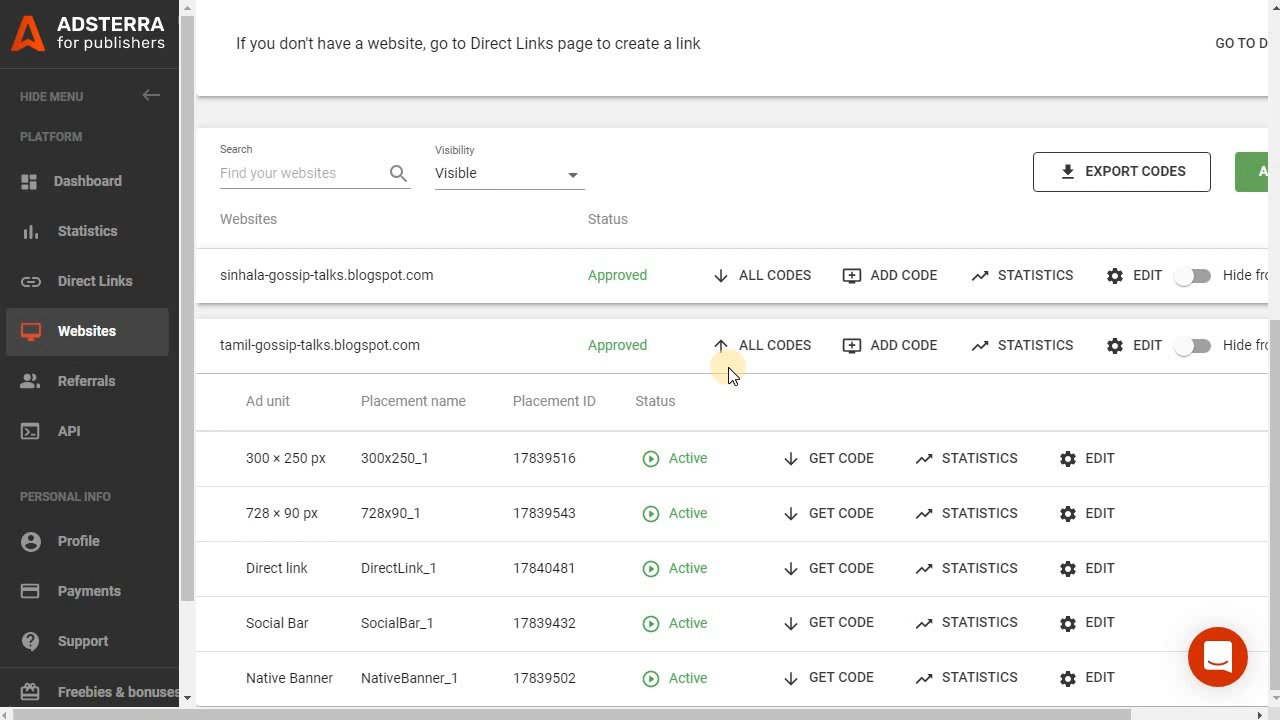 ADSTERRA
for publishers
HIDE MENU
PLATFORM
Dashboard
Statistics
Direct Links
Websites
Referrals
API
PERSONAL INFO
Profile
Payments
Support
Freebies & bonuses
If you don't have a website, go to Direct Links page to create a link
GO TO D
Search
Find your websites
Visibility
Visible
EXPORT CODES
A
Websites Status
sinhala-gossip-talks.blogspot.com Approved ALL CODES ADD CODE STATISTICS EDIT Hide fro
tamil-gossip-talks.blogspot.com Approved ALL CODES ADD CODE STATISTICS EDIT Hide fro
Ad unit Placement name Placement ID Status
300 × 250 px 300x250_1 17839516 Active GET CODE STATISTICS EDIT
728 × 90 px 728x90_1 17839543 Active GET CODE STATISTICS EDIT
Direct link DirectLink_1 17840481 Active GET CODE STATISTICS EDIT
Social Bar SocialBar_1 17839432 Active GET CODE STATISTICS EDIT
Native Banner NativeBanner_1 17839502 Active GET CODE STATISTICS EDIT